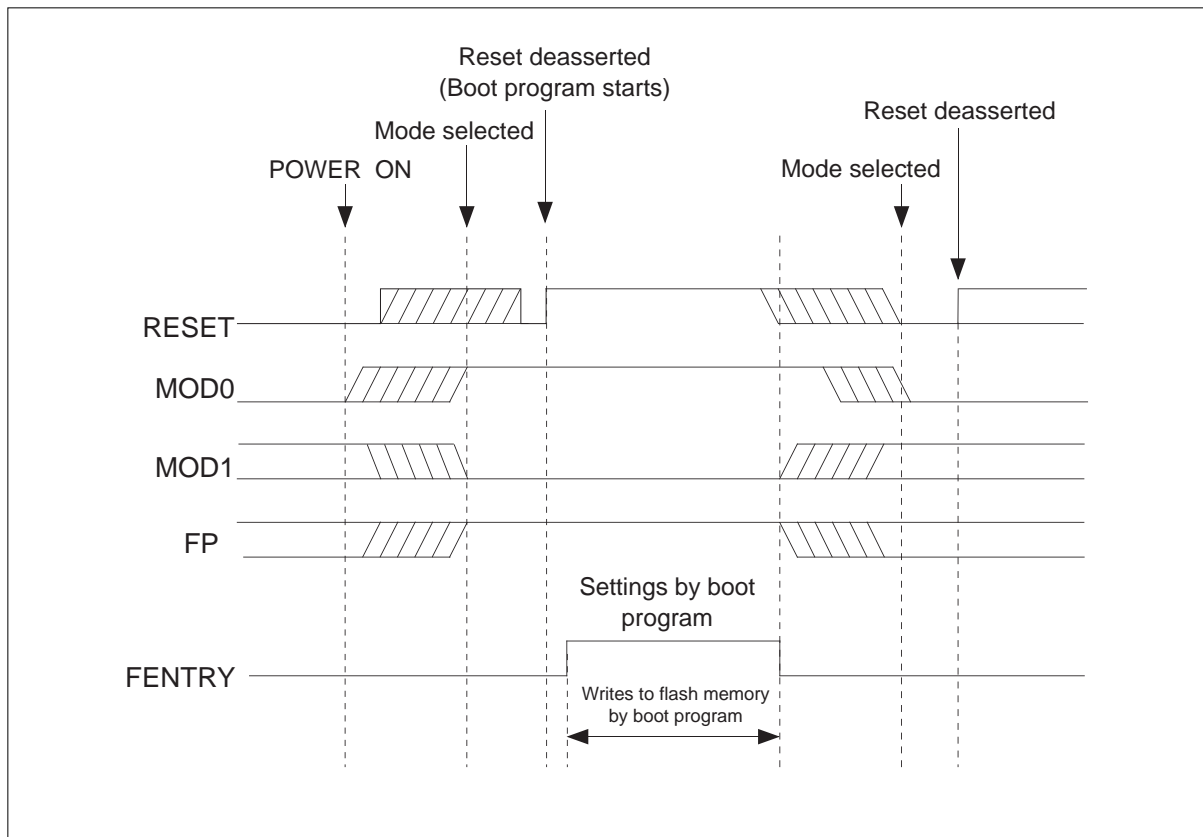 Reset deasserted
(Boot program starts)
Mode selected
POWER ON
Reset deasserted
Mode selected
RESET
MOD0
MOD1
FP
Settings by boot
program
FENTRY
Writes to flash memory
by boot program